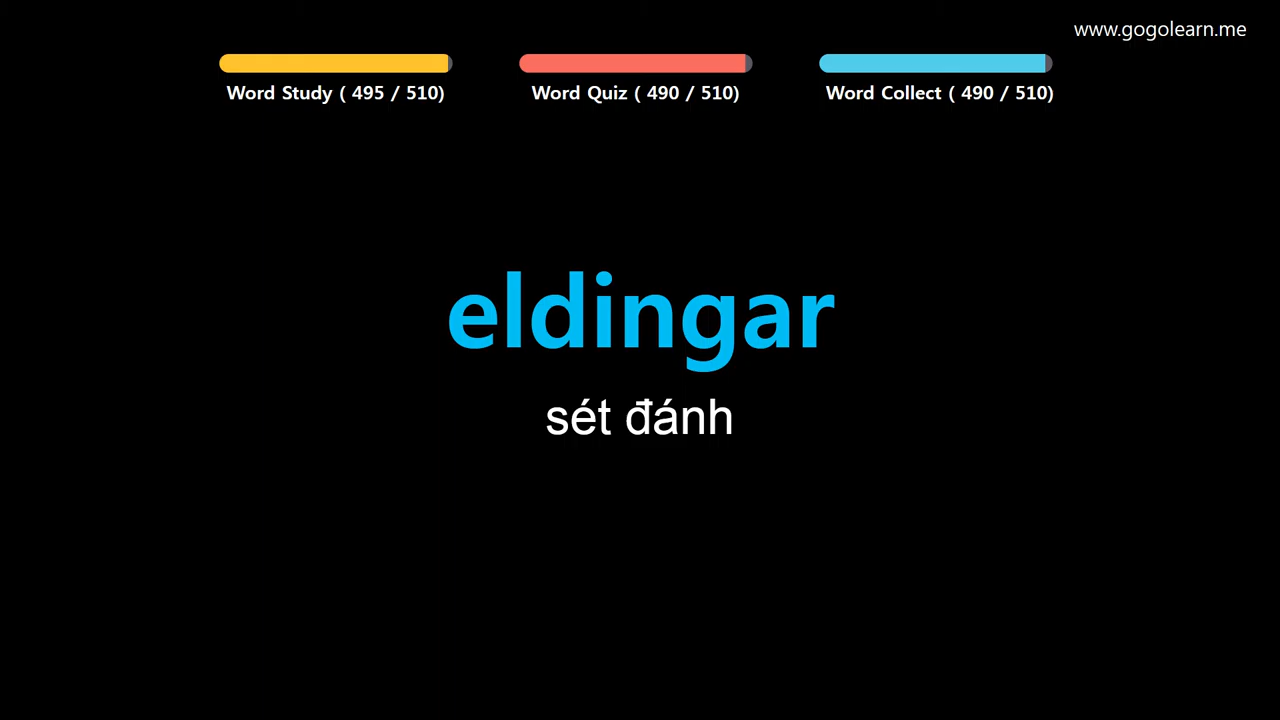 www.gogolearn.me
Word Study ( 495 / 510)
Word Quiz ( 490 / 510)
Word Collect ( 490 / 510)
eldingar
sét đánh